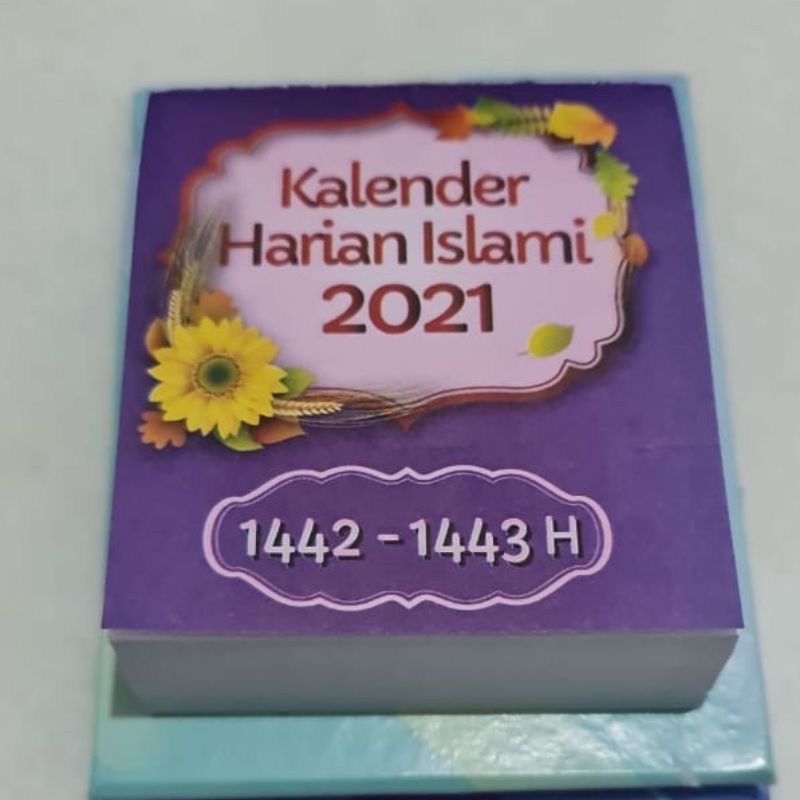 Kalender
Harian Islami
2021
1442 - 1443 H